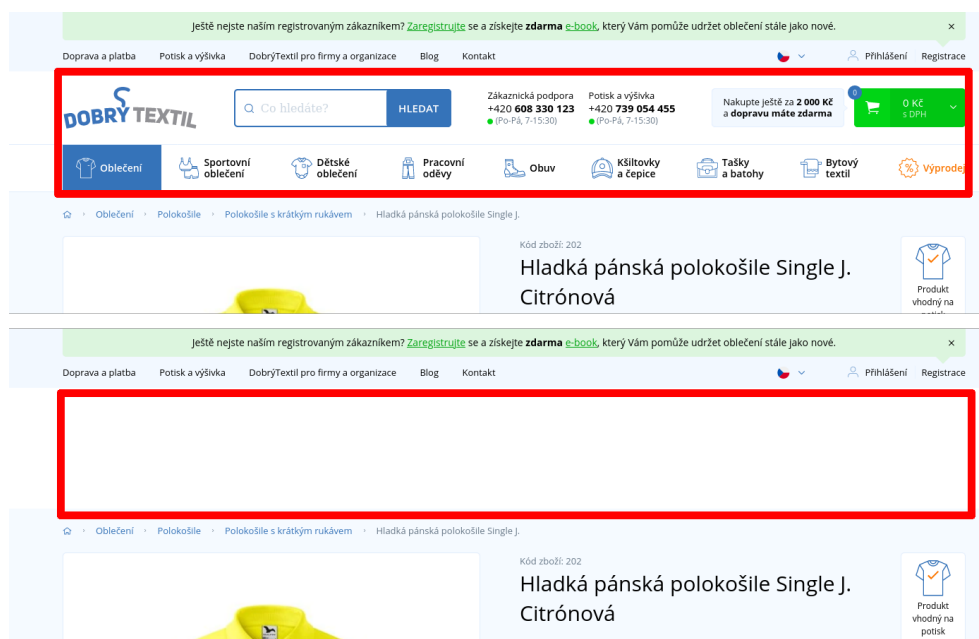 Ještě nejste naším registrovaným zákazníkem? Zaregistrujte se a získejte zdarma e-book, který Vám pomůže udržet oblečení stále jako nové. ×
Doprava a platba Potisk a výšivka DobrýTextil pro firmy a organizace Blog Kontakt Přihlášení Registrace
DOBRÝ TEXTIL
Co hledáte?
HLEDAT
Zákaznická podpora
+420 608 330 123
(Po-Pá, 7-15:30)
Potisk a výšivka
+420 739 054 455
(Po-Pá, 7-15:30)
Nakupte ještě za 2 000 Kč
a dopravu máte zdarma
0
0 Kč
s DPH
Oblečení
Sportovní
oblečení
Dětské
oblečení
Pracovní
oděvy
Obuv
Kšiltovky
a čepice
Tašky
a batohy
Bytový
textil
% Výprodej
Oblečení Polokošile Polokošile s krátkým rukávem Hladká pánská polokošile Single J.
Kód zboží: 202
Hladká pánská polokošile Single J.
Citrónová
Produkt
vhodný na
potisk
Ještě nejste naším registrovaným zákazníkem? Zaregistrujte se a získejte zdarma e-book, který Vám pomůže udržet oblečení stále jako nové. ×
Doprava a platba Potisk a výšivka DobrýTextil pro firmy a organizace Blog Kontakt Přihlášení Registrace
Oblečení Polokošile Polokošile s krátkým rukávem Hladká pánská polokošile Single J.
Kód zboží: 202
Hladká pánská polokošile Single J.
Citrónová
Produkt
vhodný na
potisk